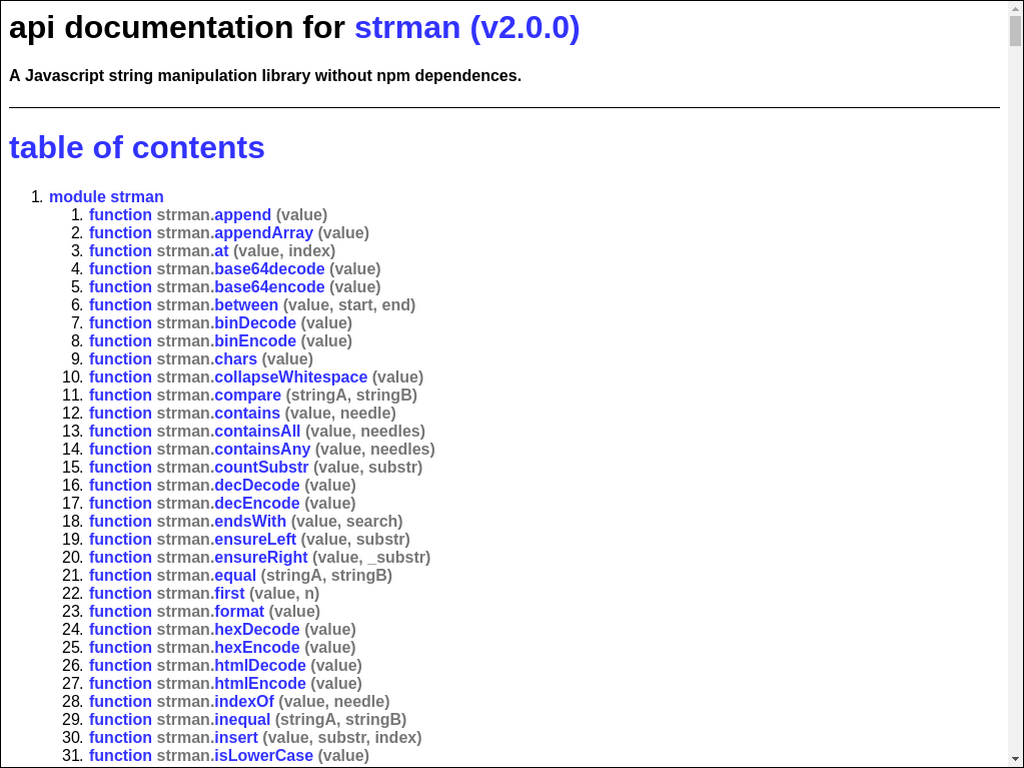 api documentation for strman (v2.0.0)
A Javascript string manipulation library without npm dependences.
table of contents
1. module strman
1. function strman.append (value)
2. function strman.appendArray (value)
3. function strman.at (value, index)
4. function strman.base64decode (value)
5. function strman.base64encode (value)
6. function strman.between (value, start, end)
7. function strman.binDecode (value)
8. function strman.binEncode (value)
9. function strman.chars (value)
10. function strman.collapseWhitespace (value)
11. function strman.compare (stringA, stringB)
12. function strman.contains (value, needle)
13. function strman.containsAll (value, needles)
14. function strman.containsAny (value, needles)
15. function strman.countSubstr (value, substr)
16. function strman.decDecode (value)
17. function strman.decEncode (value)
18. function strman.endsWith (value, search)
19. function strman.ensureLeft (value, substr)
20. function strman.ensureRight (value, _substr)
21. function strman.equal (stringA, stringB)
22. function strman.first (value, n)
23. function strman.format (value)
24. function strman.hexDecode (value)
25. function strman.hexEncode (value)
26. function strman.htmlDecode (value)
27. function strman.htmlEncode (value)
28. function strman.indexOf (value, needle)
29. function strman.inequal (stringA, stringB)
30. function strman.insert (value, substr, index)
31. function strman.isLowerCase (value)